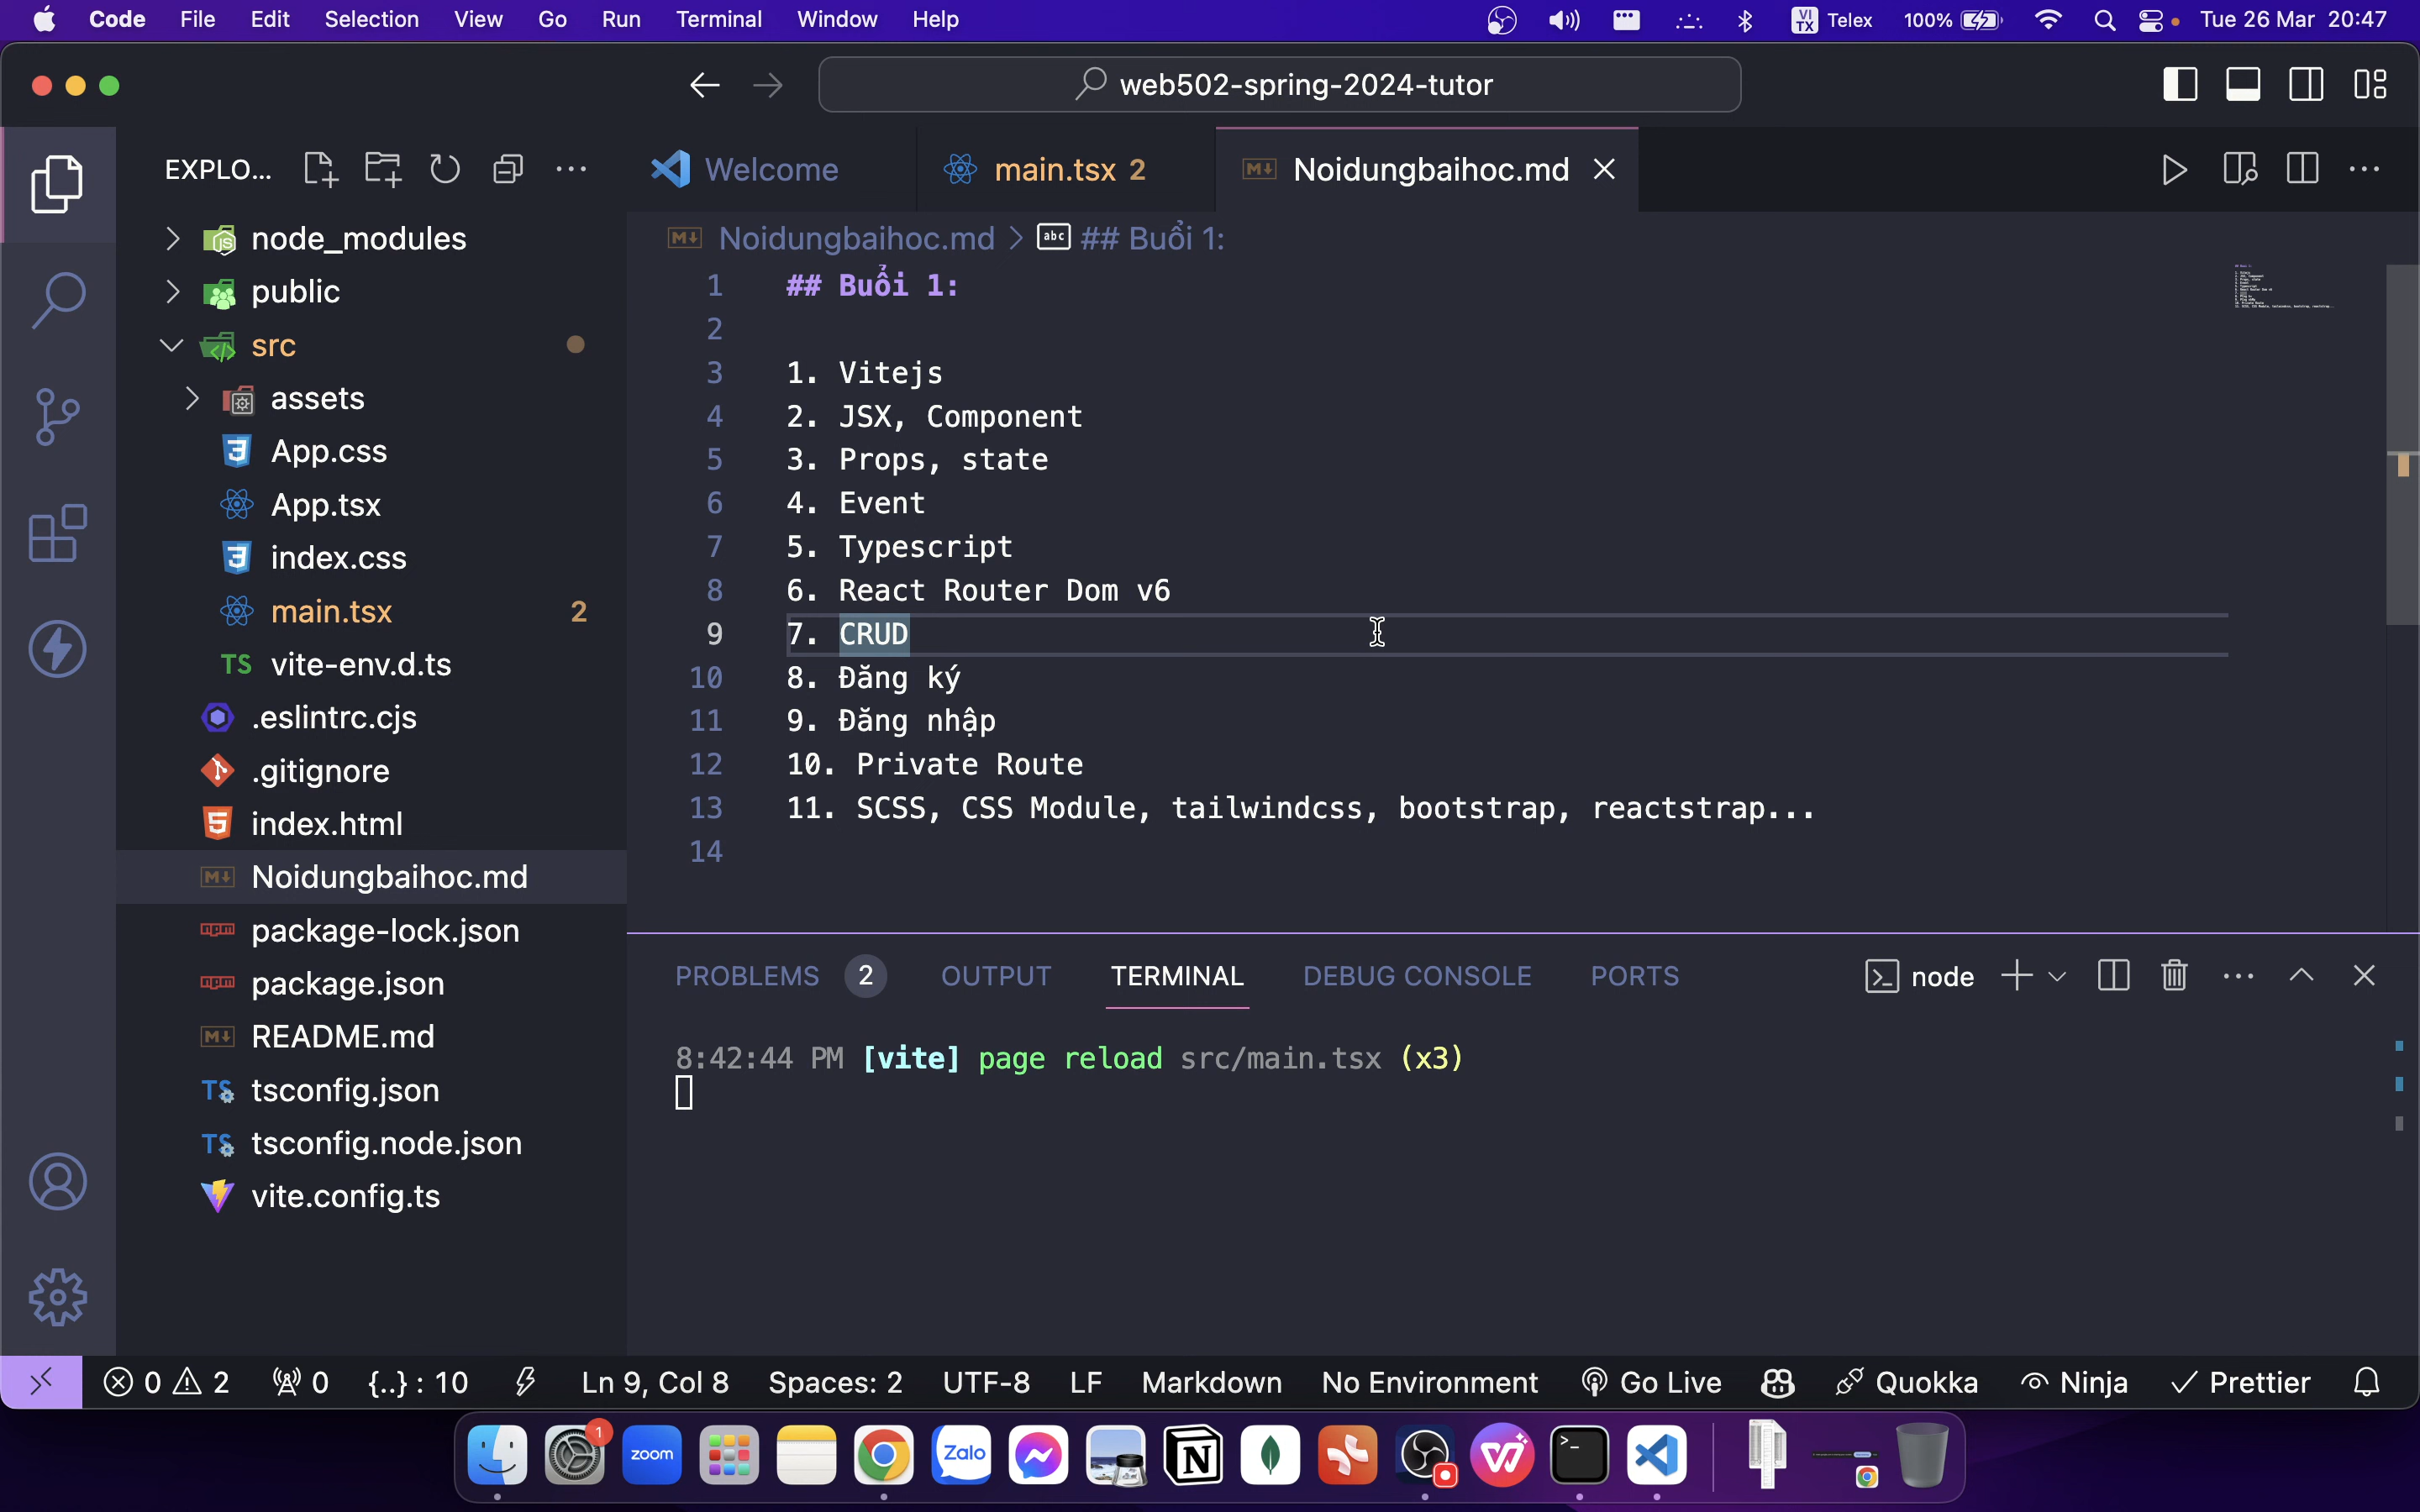 Code File Edit Selection View Go Run Terminal Window Help VI TX Telex 100% Tue 26 Mar 20:47
web502-spring-2024-tutor
EXPLO...
node_modules
public
src
assets
App.css
App.tsx
index.css
main.tsx 2
TS vite-env.d.ts
.eslintrc.cjs
.gitignore
index.html
Noidungbaihoc.md
package-lock.json
package.json
README.md
tsconfig.json
tsconfig.node.json
vite.config.ts
Welcome main.tsx 2 Noidungbaihoc.md
Noidungbaihoc.md > abc ## Buổi 1:
1 ## Buổi 1:
2
3 1. Vitejs
4 2. JSX, Component
5 3. Props, state
6 4. Event
7 5. Typescript
8 6. React Router Dom v6
9 7. CRUD
10 8. Đăng ký
11 9. Đăng nhập
12 10. Private Route
13 11. SCSS, CSS Module, tailwindcss, bootstrap, reactstrap...
14
PROBLEMS 2 OUTPUT TERMINAL DEBUG CONSOLE PORTS node
8:42:44 PM [vite] page reload src/main.tsx (x3)
0 2 0 {..} : 10 Ln 9, Col 8 Spaces: 2 UTF-8 LF Markdown No Environment Go Live Quokka Ninja Prettier
1 zoom Zalo